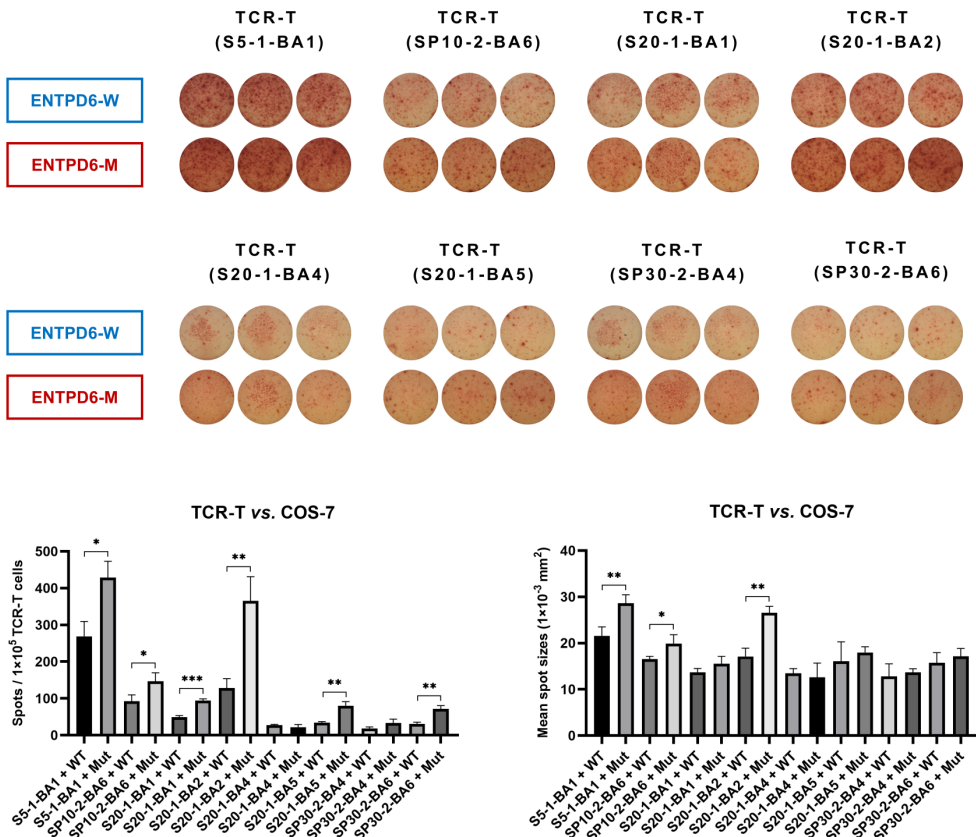 TCR-T TCR-T TCR-T TCR-T
(S5-1-BA1) (SP10-2-BA6) (S20-1-BA1) (S20-1-BA2)
ENTPD6-W
ENTPD6-M
TCR-T TCR-T TCR-T TCR-T
(S20-1-BA4) (S20-1-BA5) (SP30-2-BA4) (SP30-2-BA6)
ENTPD6-W
ENTPD6-M
TCR-T vs. COS-7
Spots / 1×10⁵ TCR-T cells
500
400
300
200
100
0
*
*
***
**
**
**
S5-1-BA1 + WT
S5-1-BA1 + Mut
SP10-2-BA6 + WT
SP10-2-BA6 + Mut
S20-1-BA1 + WT
S20-1-BA1 + Mut
S20-1-BA2 + WT
S20-1-BA2 + Mut
S20-1-BA4 + WT
S20-1-BA4 + Mut
S20-1-BA5 + WT
S20-1-BA5 + Mut
SP30-2-BA4 + WT
SP30-2-BA4 + Mut
SP30-2-BA6 + WT
SP30-2-BA6 + Mut
TCR-T vs. COS-7
Mean spot sizes (1×10⁻³ mm²)
40
30
20
10
0
**
*
**
S5-1-BA1 + WT
S5-1-BA1 + Mut
SP10-2-BA6 + WT
SP10-2-BA6 + Mut
S20-1-BA1 + WT
S20-1-BA1 + Mut
S20-1-BA2 + WT
S20-1-BA2 + Mut
S20-1-BA4 + WT
S20-1-BA4 + Mut
S20-1-BA5 + WT
S20-1-BA5 + Mut
SP30-2-BA4 + WT
SP30-2-BA4 + Mut
SP30-2-BA6 + WT
SP30-2-BA6 + Mut